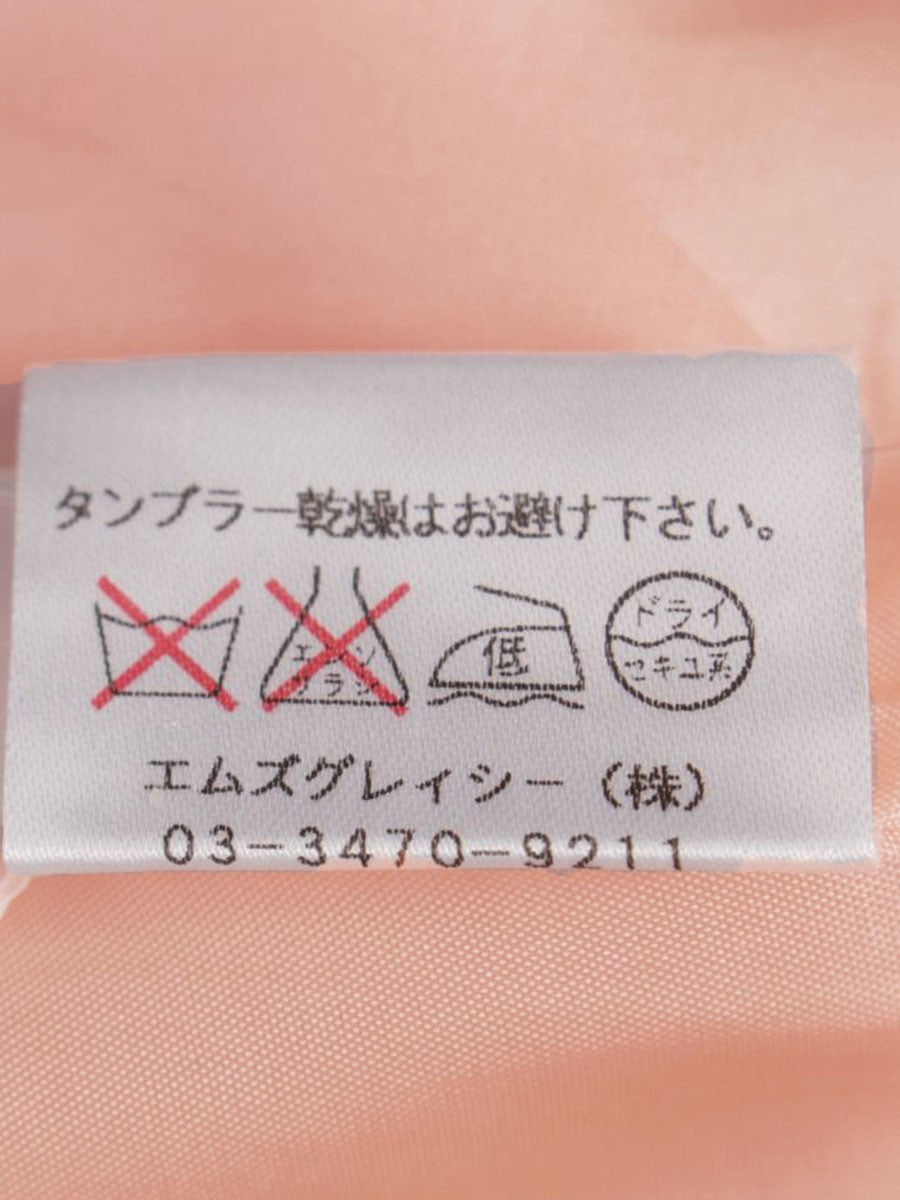 タンブラー乾燥はお避け下さい。
エンソ
サラシ
低
ドライ
セキユ系
エムズグレイシー（株）
03-3470-9211